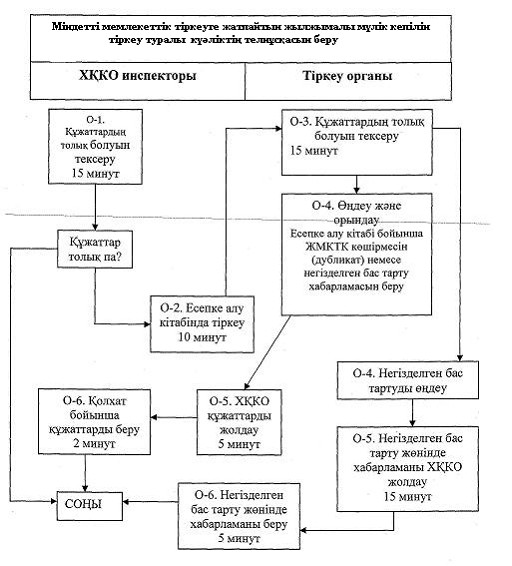 Міндетті мемлекеттік тіркеуге жатпайтын жылжымалы мүлік кепілін
тіркеу туралы куәліктің телнұсқасын беру
ХҚКО инспекторы
Тіркеу органы
О-1.
Құжаттардың
толық болуын
тексеру
15 минут
О-3. Құжаттардың толық
болуын тексеру
15 минут
О-4. Өңдеу және
орындау
Есепке алу кітабі бойынша
ЖМКТК көшірмесін
(дубликат) немесе
негізделген бас тарту
хабарламасын беру
Құжаттар
толық па?
О-2. Есепке алу
кітабінда тіркеу
10 минут
О-4. Негізделген бас
тартуды өңдеу
О-6. Қолхат
бойынша
құжаттарды беру
2 минут
О-5. ХҚКО
құжаттарды
жолдау
5 минут
О-5. Негізделген бас
тарту жөнінде
хабарламаны ХҚКО
жолдау
15 минут
СОҢЫ
О-6. Негізделген
бас тарту жөнінде
хабарламаны беру
5 минут